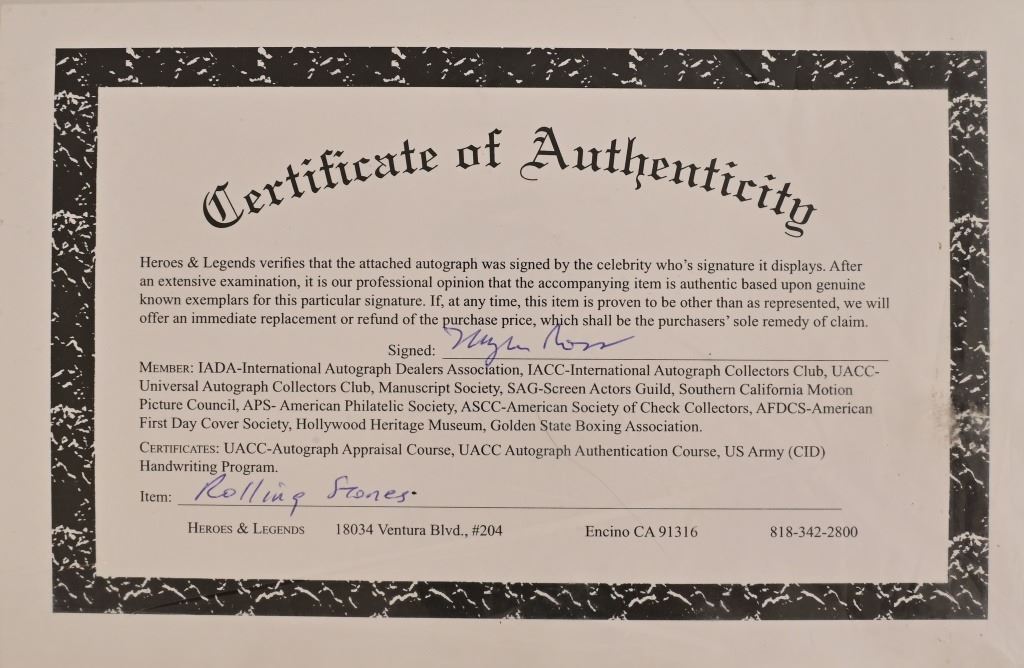 Certificate of Authenticity
Heroes & Legends verifies that the attached autograph was signed by the celebrity who's signature it displays. After
an extensive examination, it is our professional opinion that the accompanying item is authentic based upon genuine
known exemplars for this particular signature. If, at any time, this item is proven to be other than as represented, we will
offer an immediate replacement or refund of the purchase price, which shall be the purchasers' sole remedy of claim.
Signed: Ross
MEMBER: IADA-International Autograph Dealers Association, IACC-International Autograph Collectors Club, UACC-
Universal Autograph Collectors Club, Manuscript Society, SAG-Screen Actors Guild, Southern California Motion
Picture Council, APS- American Philatelic Society, ASCC-American Society of Check Collectors, AFDCS-American
First Day Cover Society, Hollywood Heritage Museum, Golden State Boxing Association.
CERTIFICATES: UACC-Autograph Appraisal Course, UACC Autograph Authentication Course, US Army (CID)
Handwriting Program.
Item: Rolling Stones.
HEROES & LEGENDS 18034 Ventura Blvd., #204 Encino CA 91316 818-342-2800